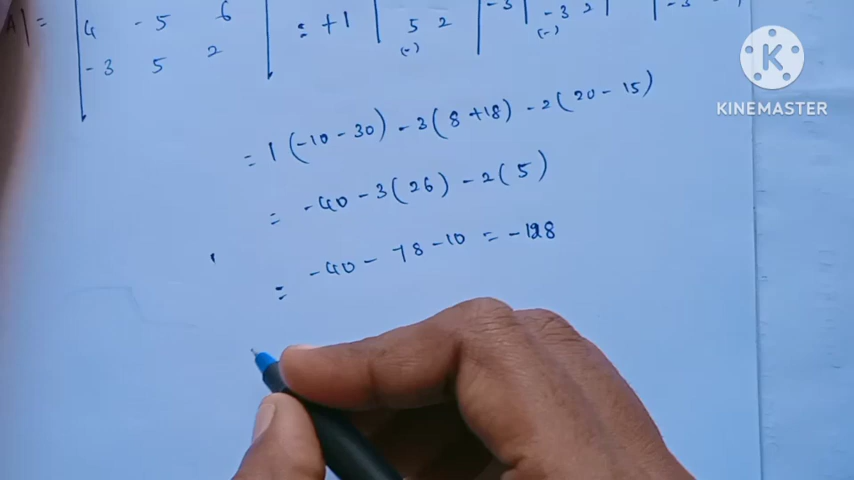 |A| = | 4 -5 6 | = +1 | 5 2 | -3 | -3 2 |
-3 5 2 (-) (-)
= 1 (-10 - 30) - 3 (8 + 18) - 2 (20 - 15)
= -40 - 3 (26) - 2 (5)
= -40 - 78 - 10 = -128
KINEMASTER